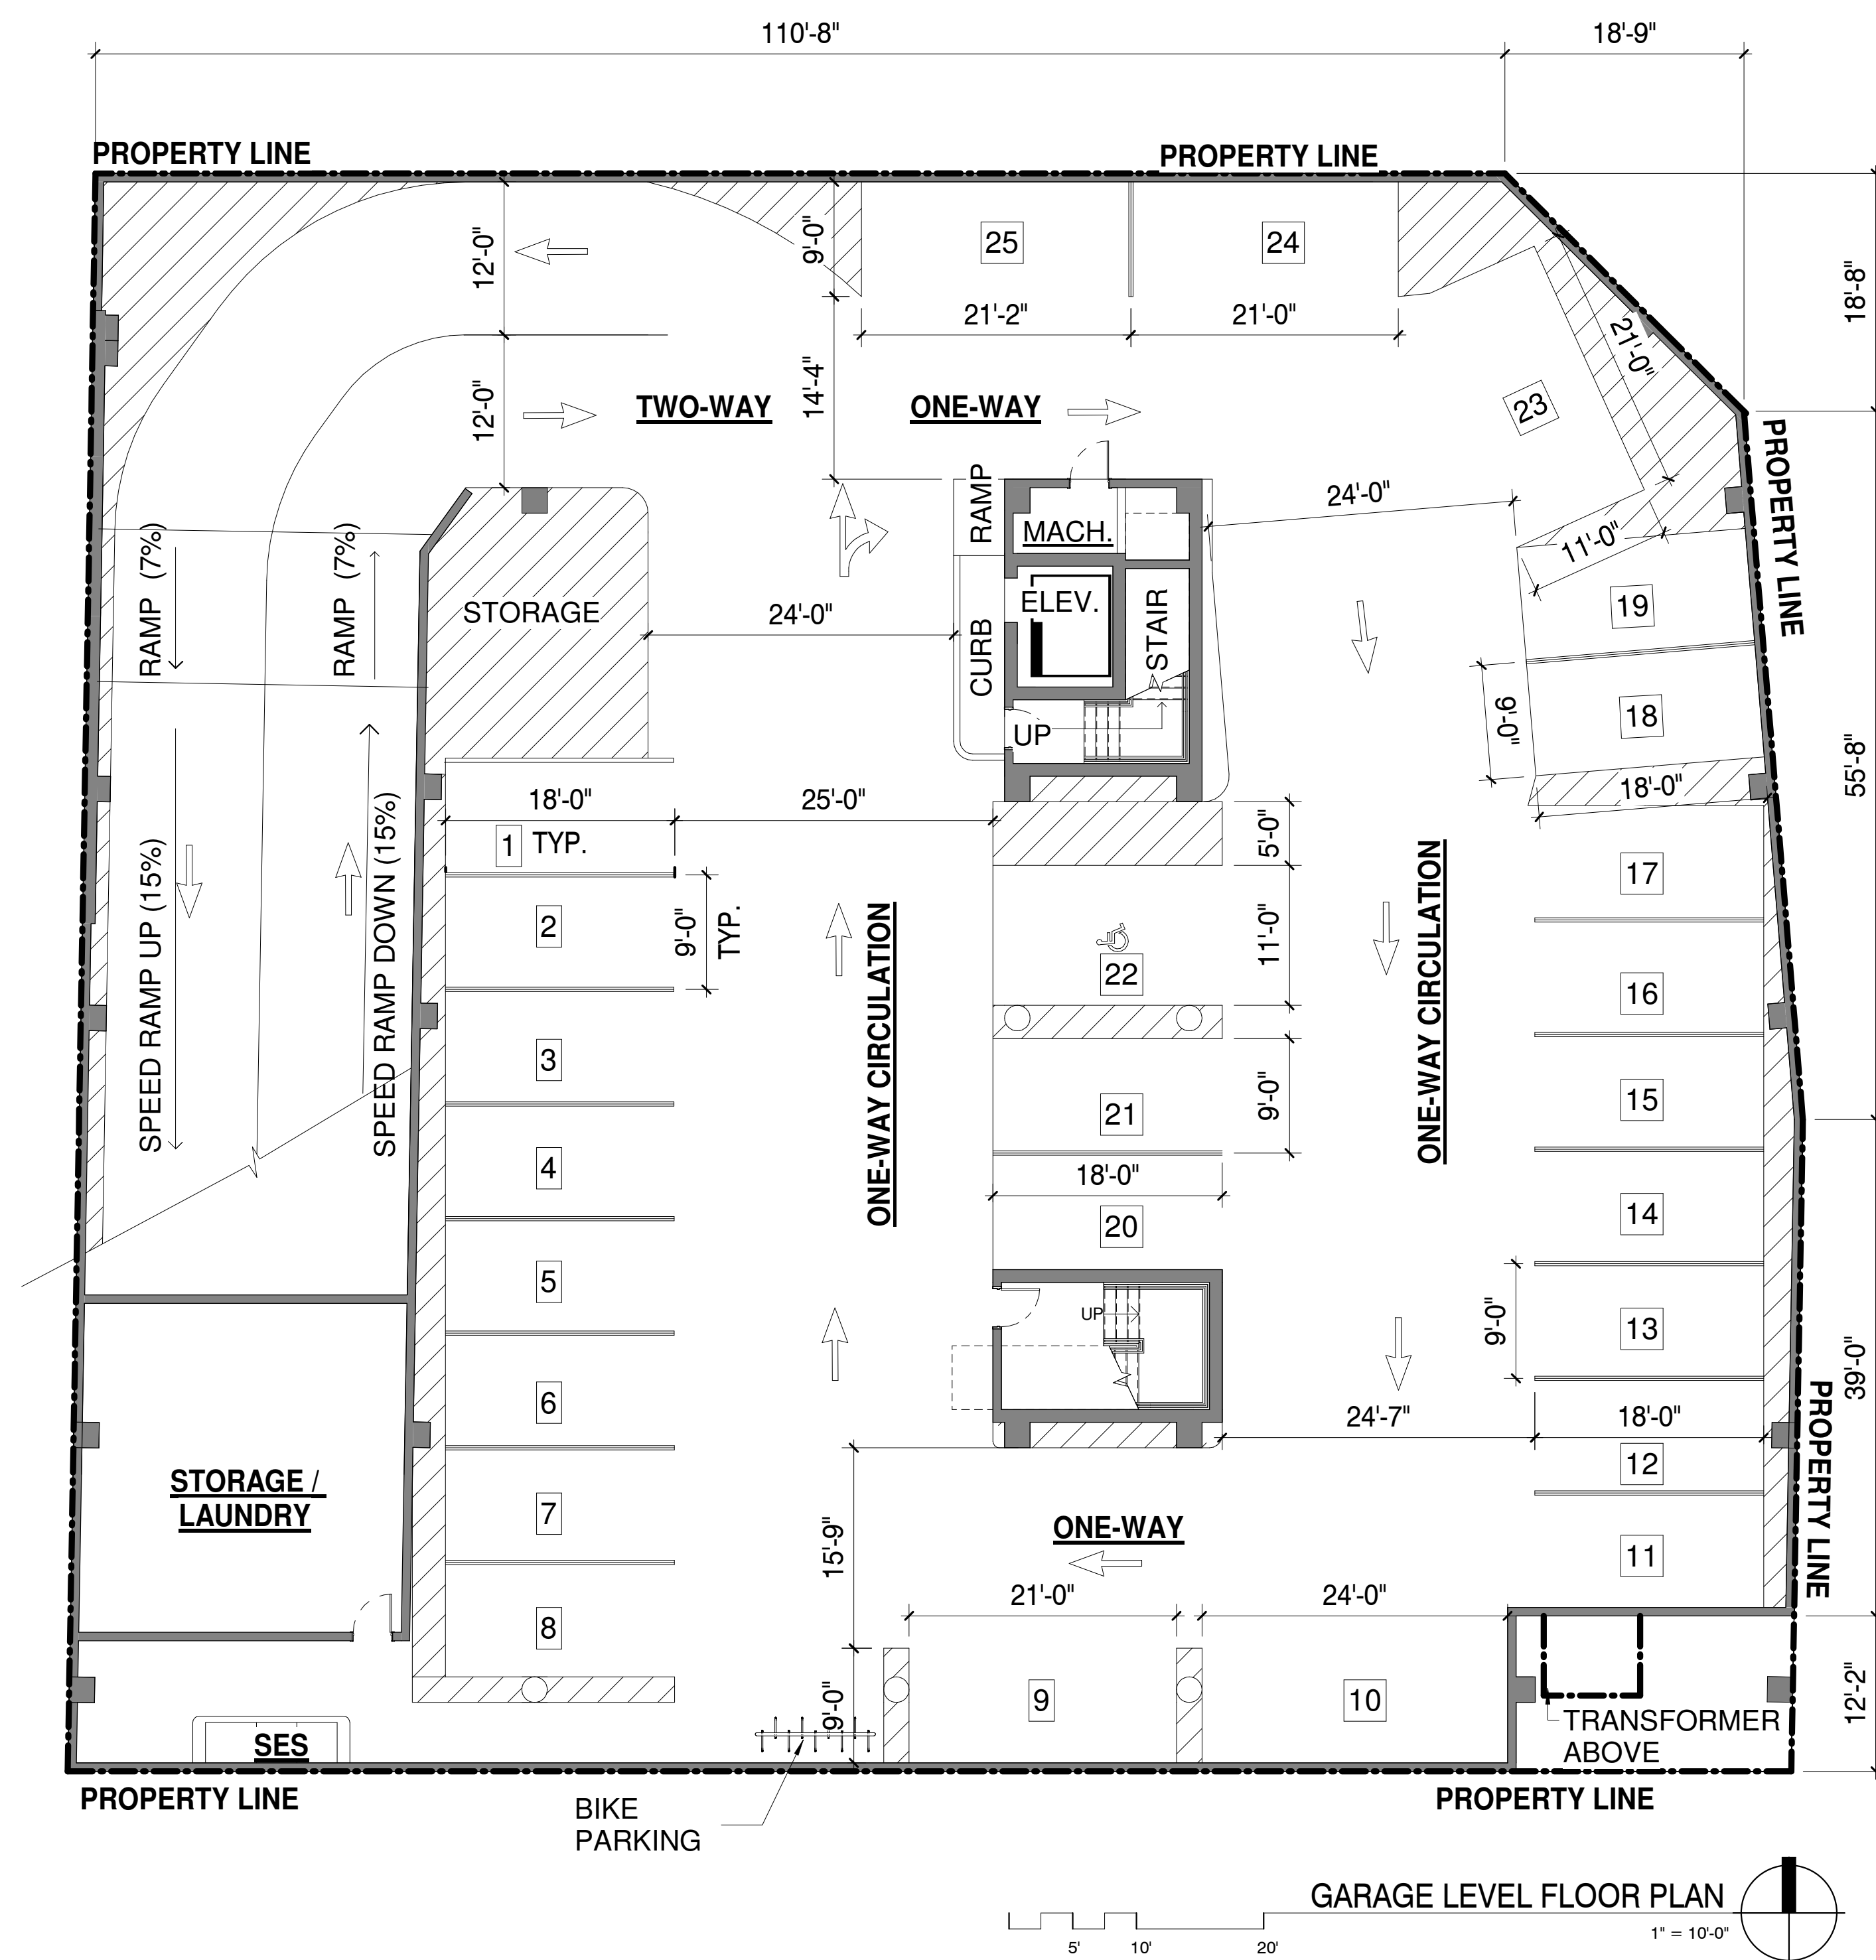 110'-8"
18'-9"
PROPERTY LINE
PROPERTY LINE
12'-0"
9'-0"
25
24
18'-8"
21'-2"
21'-0"
21'-0"
12'-0"
14'-4"
TWO-WAY
ONE-WAY
23
PROPERTY LINE
RAMP (7%)
RAMP (7%)
RAMP
MACH.
24'-0"
11'-0"
STORAGE
24'-0"
CURB
ELEV.
STAIR
UP
19
18
9'-0"
18'-0"
55'-8"
18'-0"
25'-0"
5'-0"
1
TYP.
SPEED RAMP UP (15%)
SPEED RAMP DOWN (15%)
2
9'-0"
TYP.
ONE-WAY CIRCULATION
22
11'-0"
ONE-WAY CIRCULATION
17
16
3
21
9'-0"
15
4
18'-0"
20
14
5
UP
9'-0"
13
39'-0"
6
24'-7"
18'-0"
12
PROPERTY LINE
STORAGE /
LAUNDRY
7
15'-9"
ONE-WAY
11
8
21'-0"
24'-0"
9'-0"
9
10
12'-2"
TRANSFORMER
ABOVE
SES
PROPERTY LINE
PROPERTY LINE
BIKE
PARKING
GARAGE LEVEL FLOOR PLAN
1" = 10'-0"
5'
10'
20'